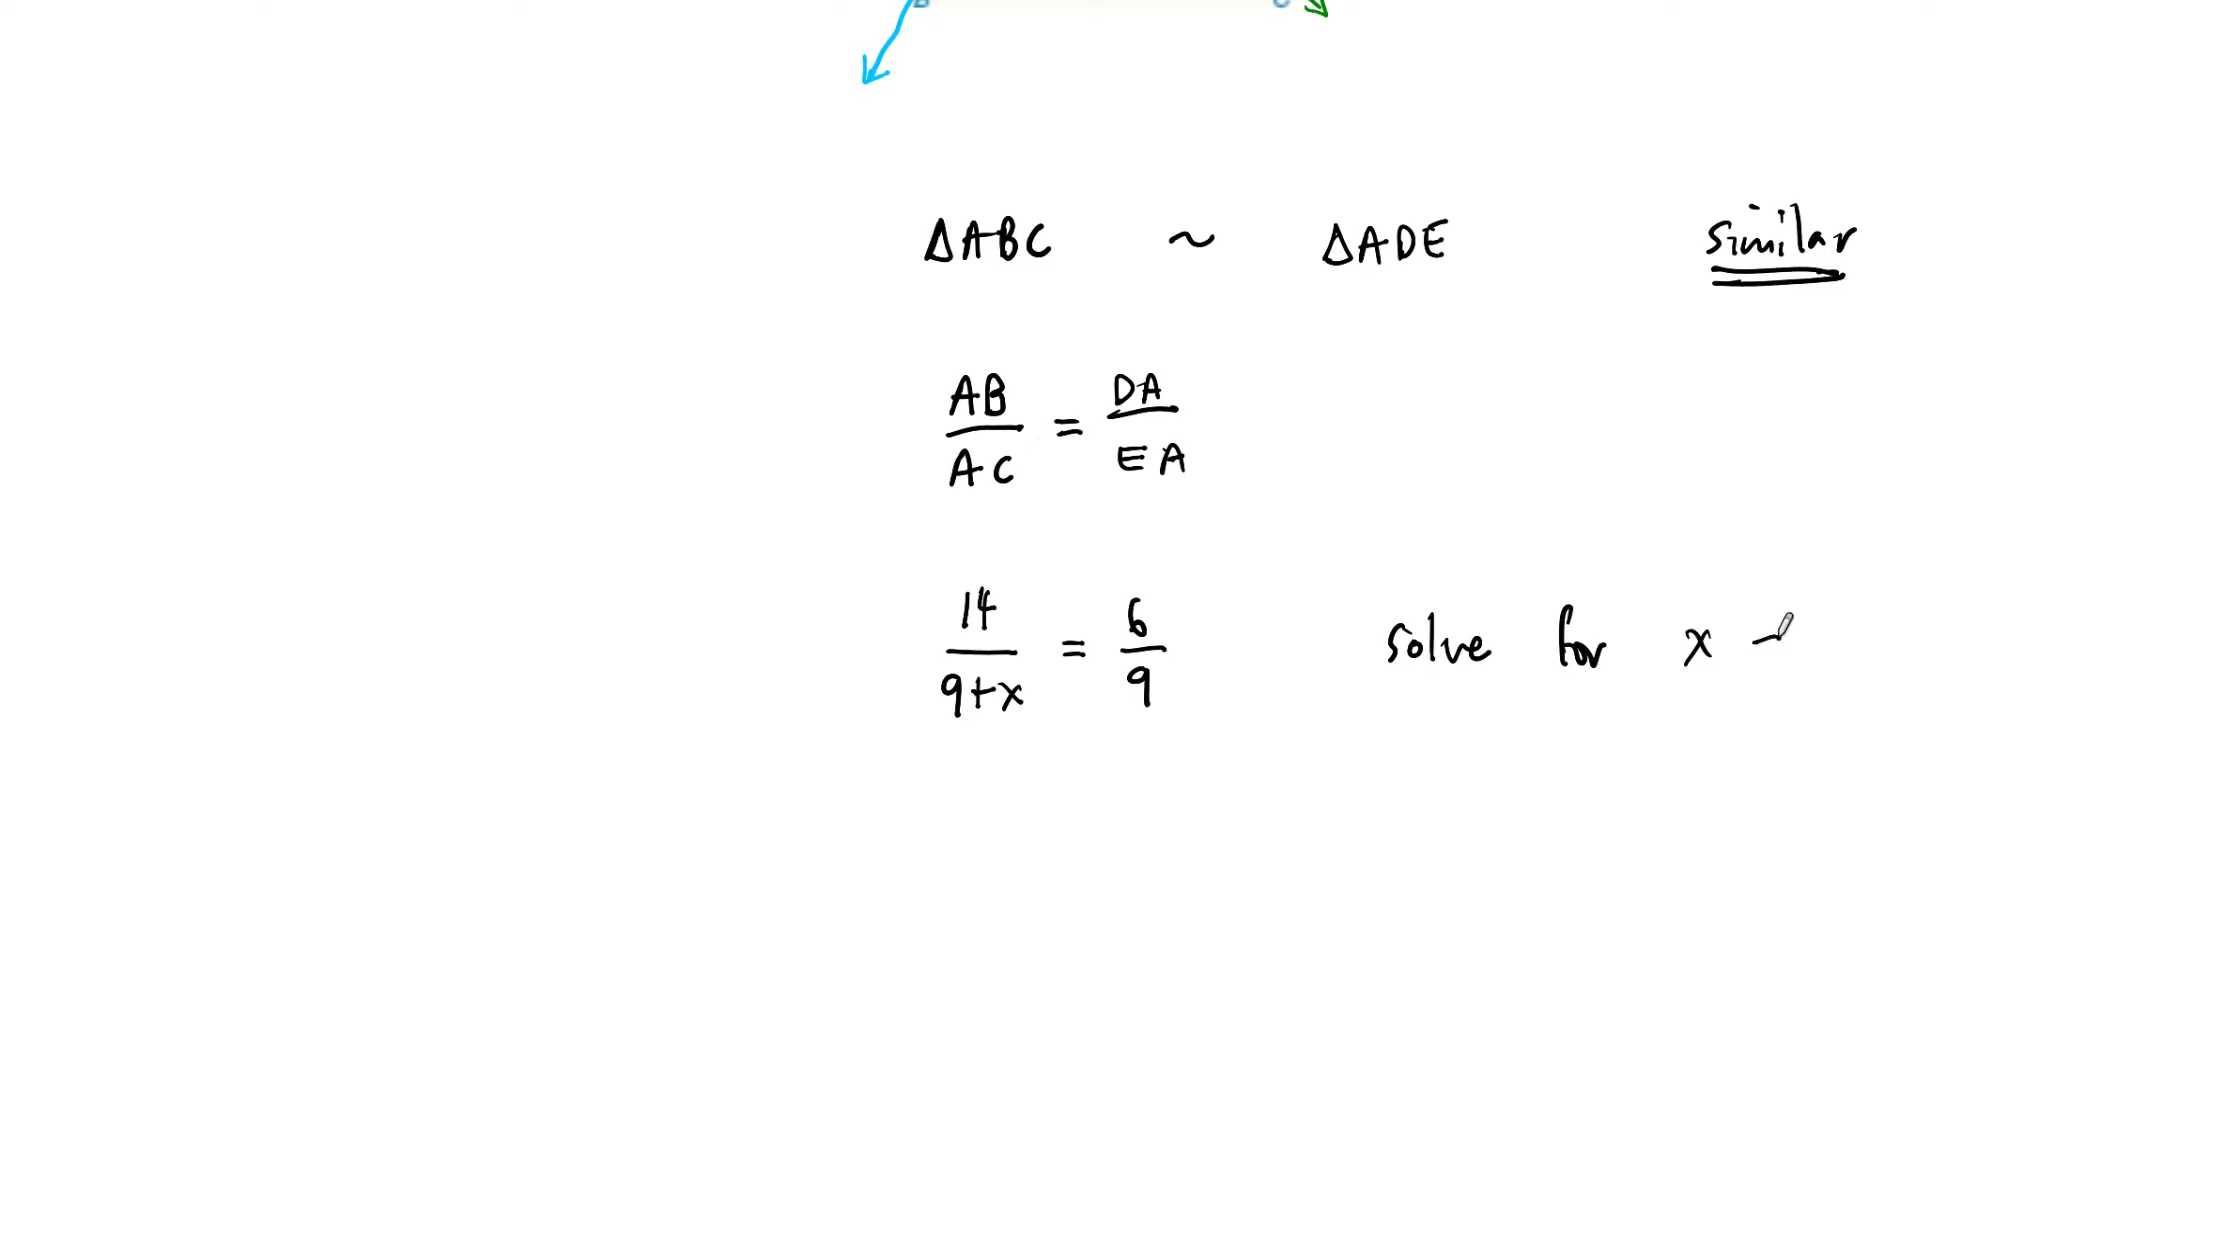 ΔABC ~ ΔADE similar
AB/AC = DA/EA
14/9+x = 6/9 solve for x